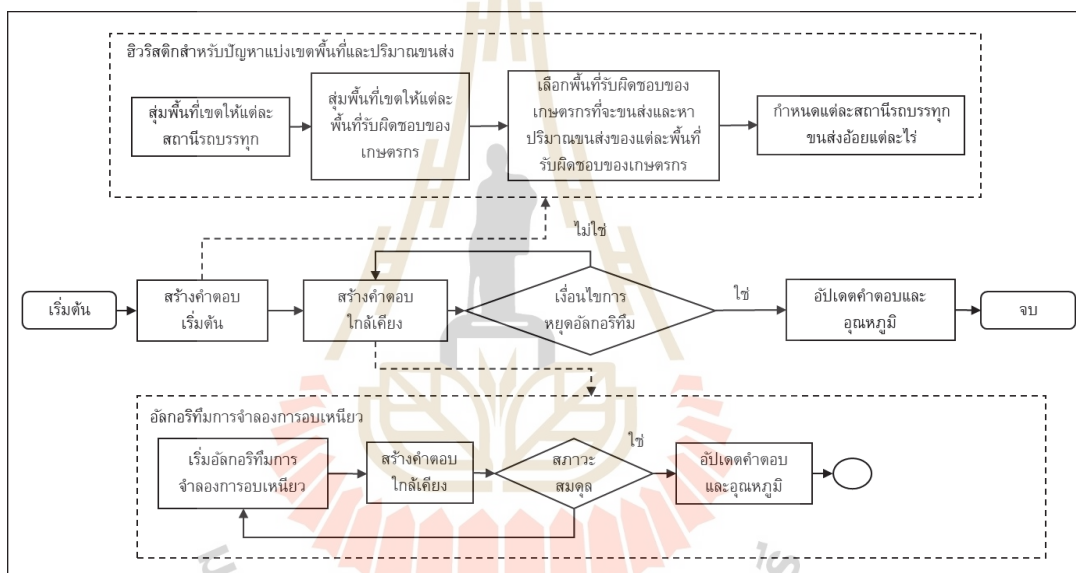 ฮิวริสติกสำหรับปัญหาแบ่งเขตพื้นที่และปริมาณขนส่ง
สุ่มพื้นที่เขตให้แต่ละ
สถานีรถบรรทุก
สุ่มพื้นที่เขตให้แต่ละ
พื้นที่รับผิดชอบของ
เกษตรกร
เลือกพื้นที่รับผิดชอบของ
เกษตรกรที่จะขนส่งและหา
ปริมาณขนส่งของแต่ละพื้นที่
รับผิดชอบของเกษตรกร
กำหนดแต่ละสถานีรถบรรทุก
ขนส่งอ้อยแต่ละไร่
ไม่ใช่
เริ่มต้น
สร้างคำตอบ
เริ่มต้น
สร้างคำตอบ
ใกล้เคียง
เงื่อนไขการ
หยุดอัลกอริทึม
ใช่
อัปเดตคำตอบและ
อุณหภูมิ
จบ
อัลกอริทึมการจำลองการอบเหนียว
เริ่มอัลกอริทึมการ
จำลองการอบเหนียว
สร้างคำตอบ
ใกล้เคียง
สภาวะ
สมดุล
ใช่
อัปเดตคำตอบ
และอุณหภูมิ